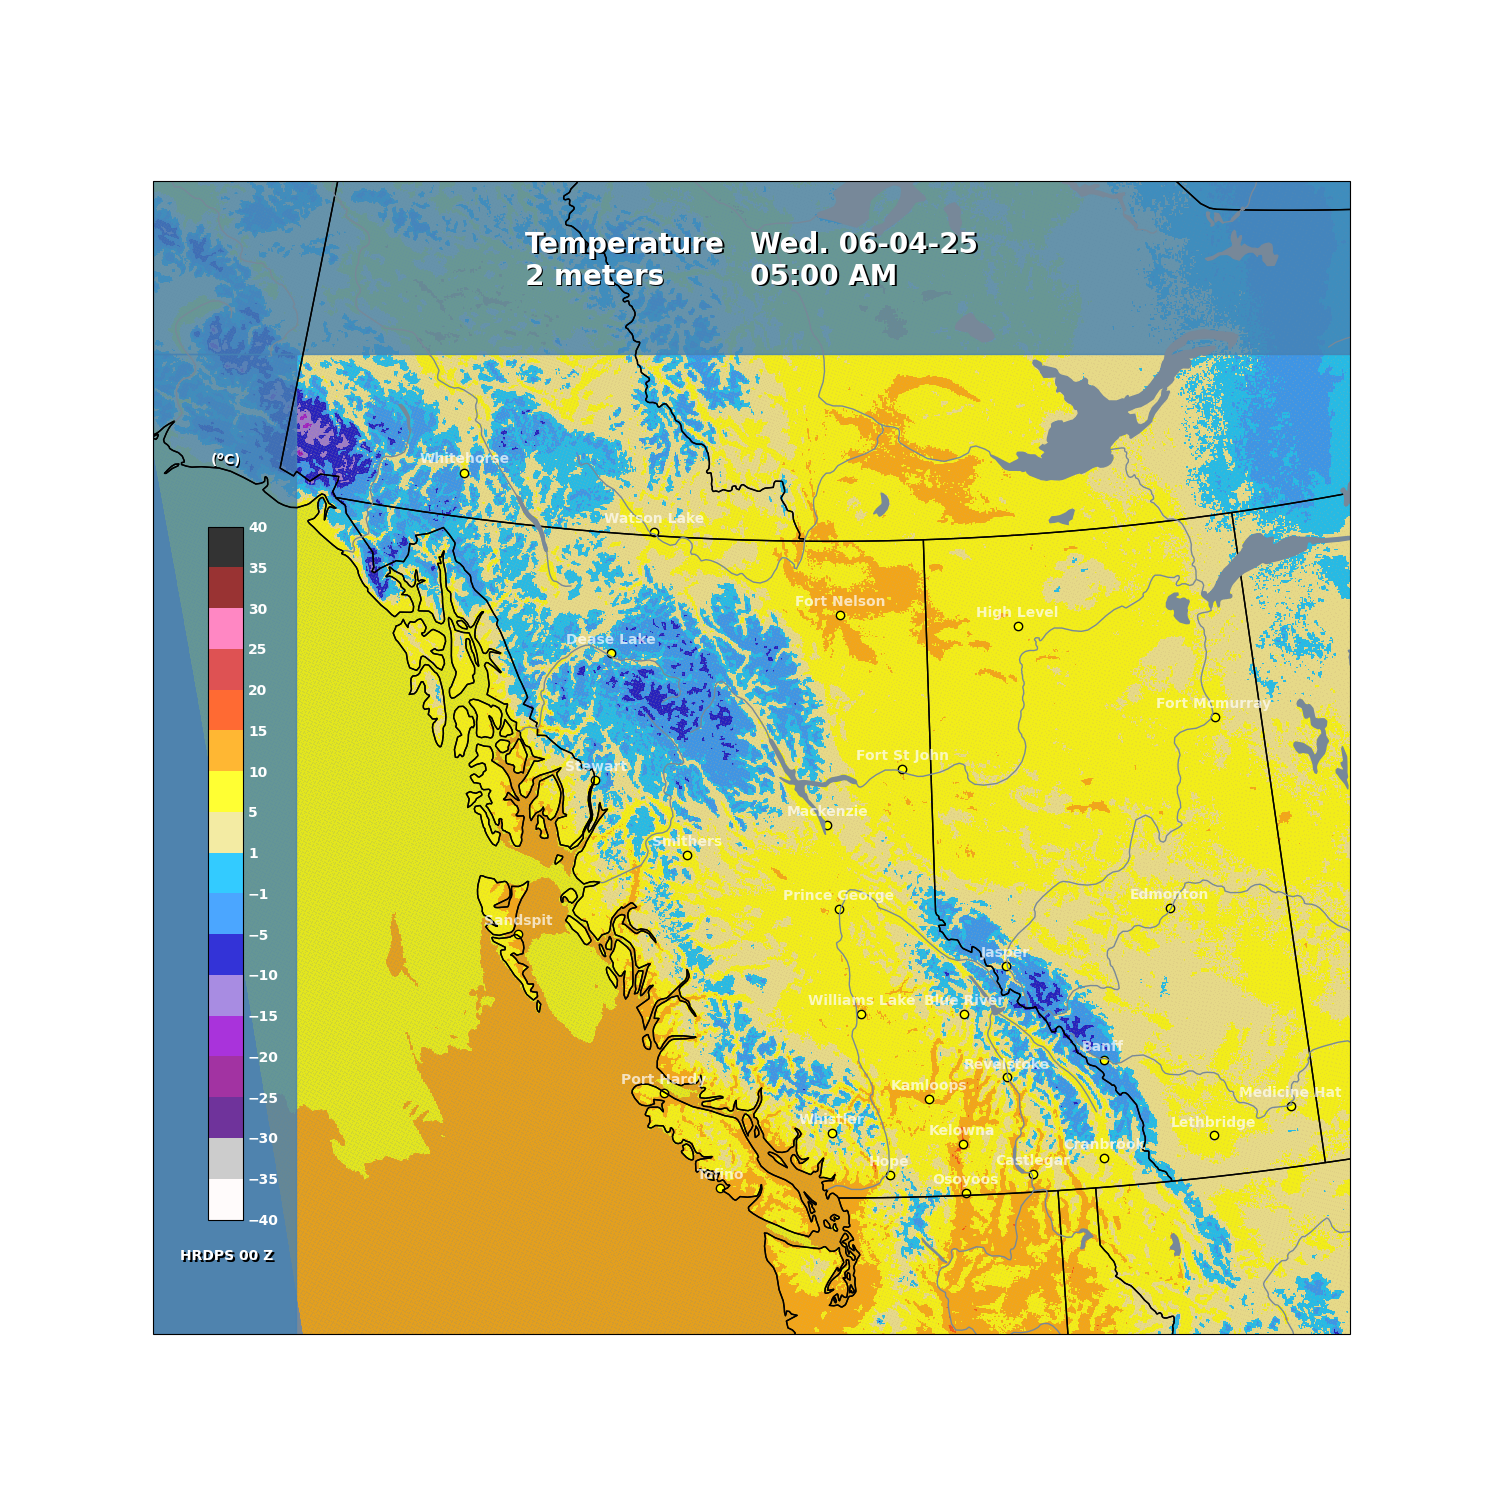 Temperature Wed. 06-04-25
2 meters 05:00 AM
(°C)
Whitehorse
Watson Lake
40
35
30
25
20
15
10
5
1
−1
−5
−10
−15
−20
−25
−30
−35
−40
Fort Nelson
High Level
Dease Lake
Fort Mcmurray
Fort St John
Stewart
Mackenzie
Smithers
Prince George
Edmonton
Sandspit
Jasper
Williams Lake
Blue River
Banff
Revelstoke
Port Hardy
Kamloops
Medicine Hat
Whistler
Lethbridge
Kelowna
Cranbrook
Hope
Castlegar
Tofino
Osoyoos
HRDPS 00 Z